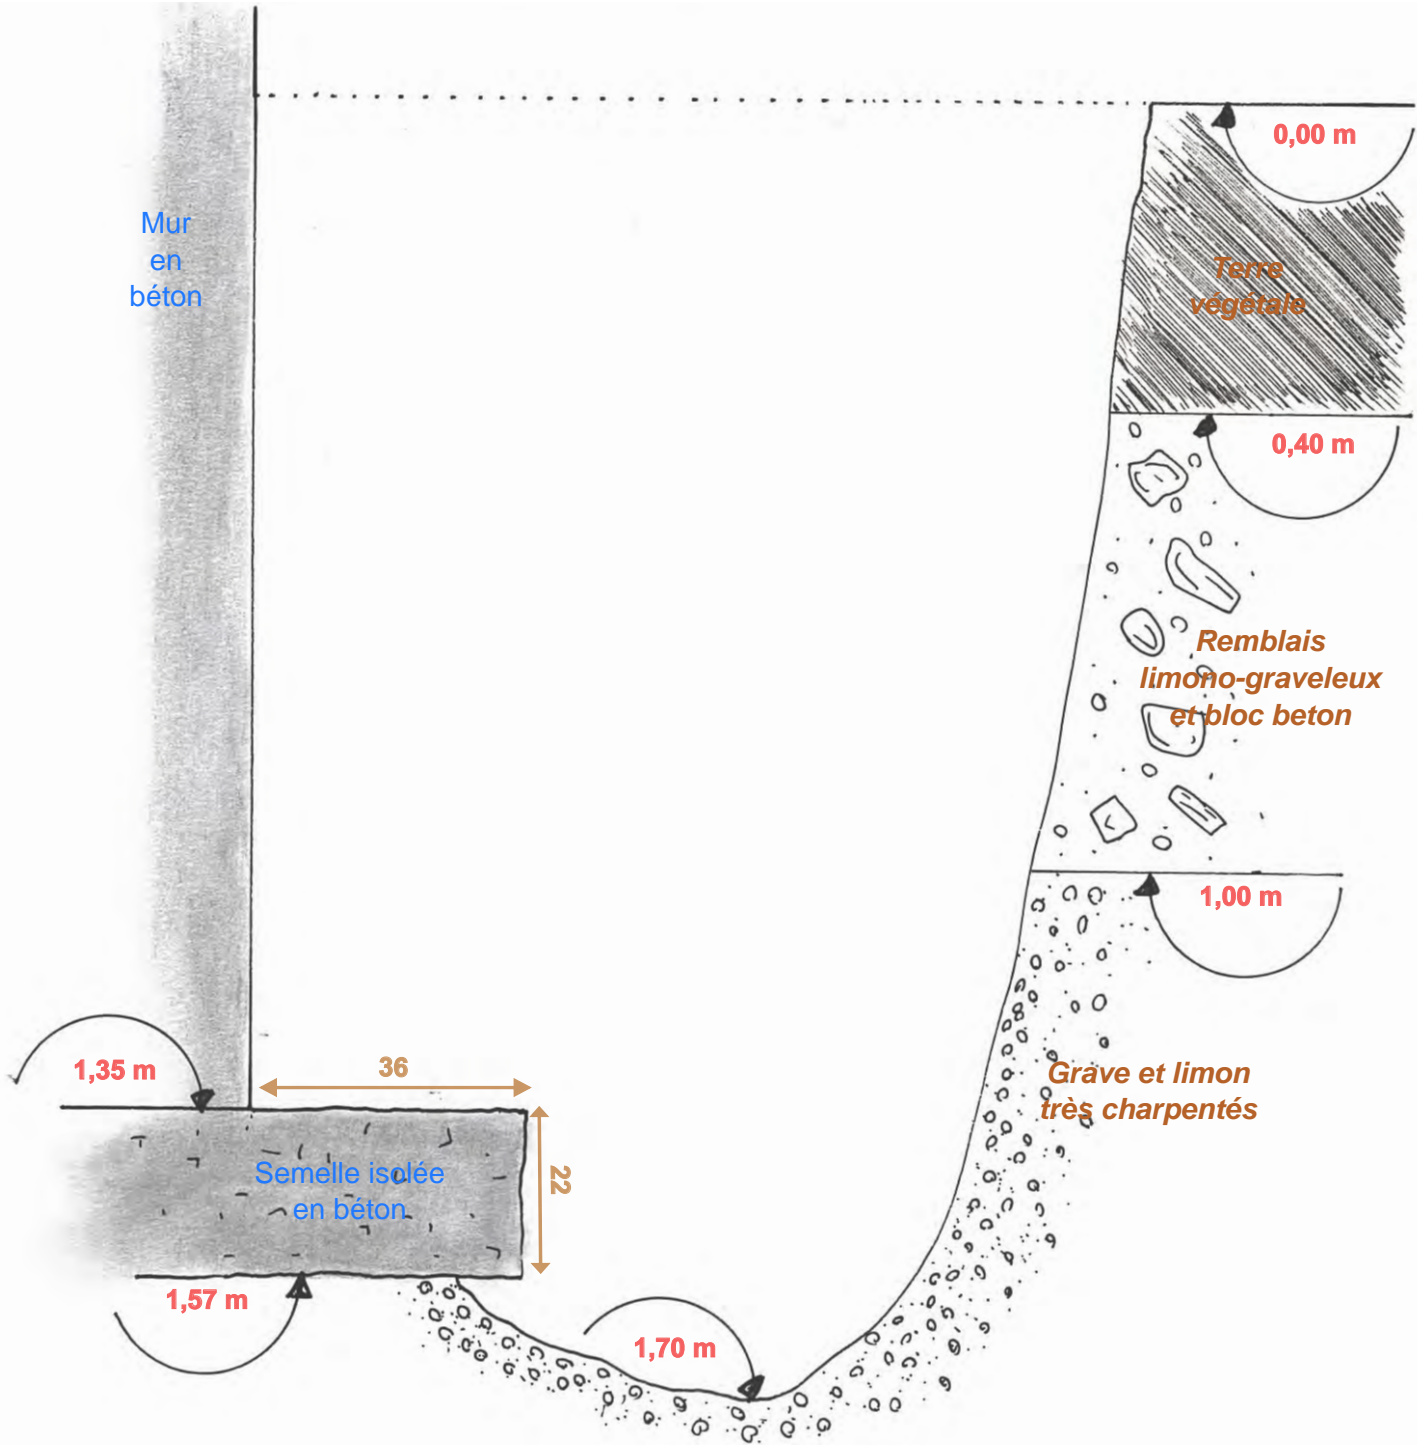 0,00 m
Mur
en
béton
Terre
végétale
0,40 m
Remblais
limono-graveleux
et bloc beton
1,00 m
1,35 m
36
Grave et limon
très charpentés
Semelle isolée
en béton
22
1,57 m
1,70 m